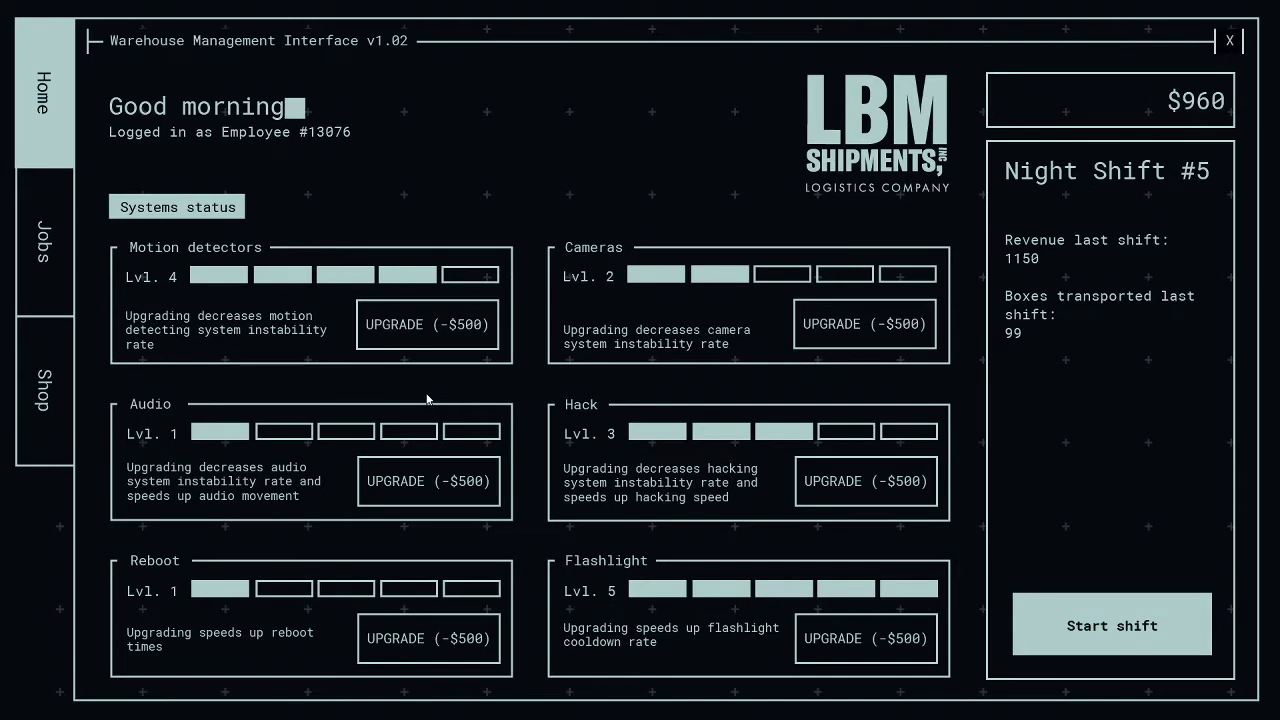 Warehouse Management Interface v1.02
X
Home
Jobs
Shop
Good morning
Logged in as Employee #13076
LBM
SHIPMENTS, INC
LOGISTICS COMPANY
Systems status
Motion detectors
Lvl. 4
Upgrading decreases motion
detecting system instability
rate
UPGRADE (-$500)
Cameras
Lvl. 2
Upgrading decreases camera
system instability rate
UPGRADE (-$500)
Audio
Lvl. 1
Upgrading decreases audio
system instability rate and
speeds up audio movement
UPGRADE (-$500)
Hack
Lvl. 3
Upgrading decreases hacking
system instability rate and
speeds up hacking speed
UPGRADE (-$500)
Reboot
Lvl. 1
Upgrading speeds up reboot
times
UPGRADE (-$500)
Flashlight
Lvl. 5
Upgrading speeds up flashlight
cooldown rate
UPGRADE (-$500)
$960
Night Shift #5
Revenue last shift:
1150
Boxes transported last
shift:
99
Start shift